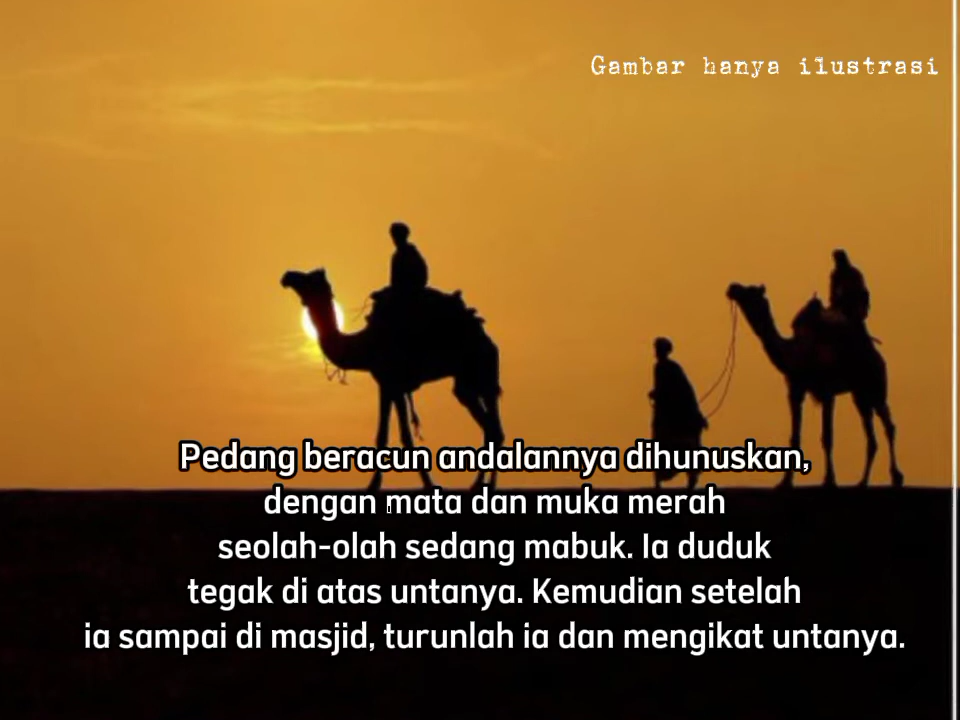 Gambar hanya ilustrasi
Pedang beracun andalannya dihunuskan,
dengan mata dan muka merah
seolah-olah sedang mabuk. Ia duduk
tegak di atas untanya. Kemudian setelah
ia sampai di masjid, turunlah ia dan mengikat untanya.